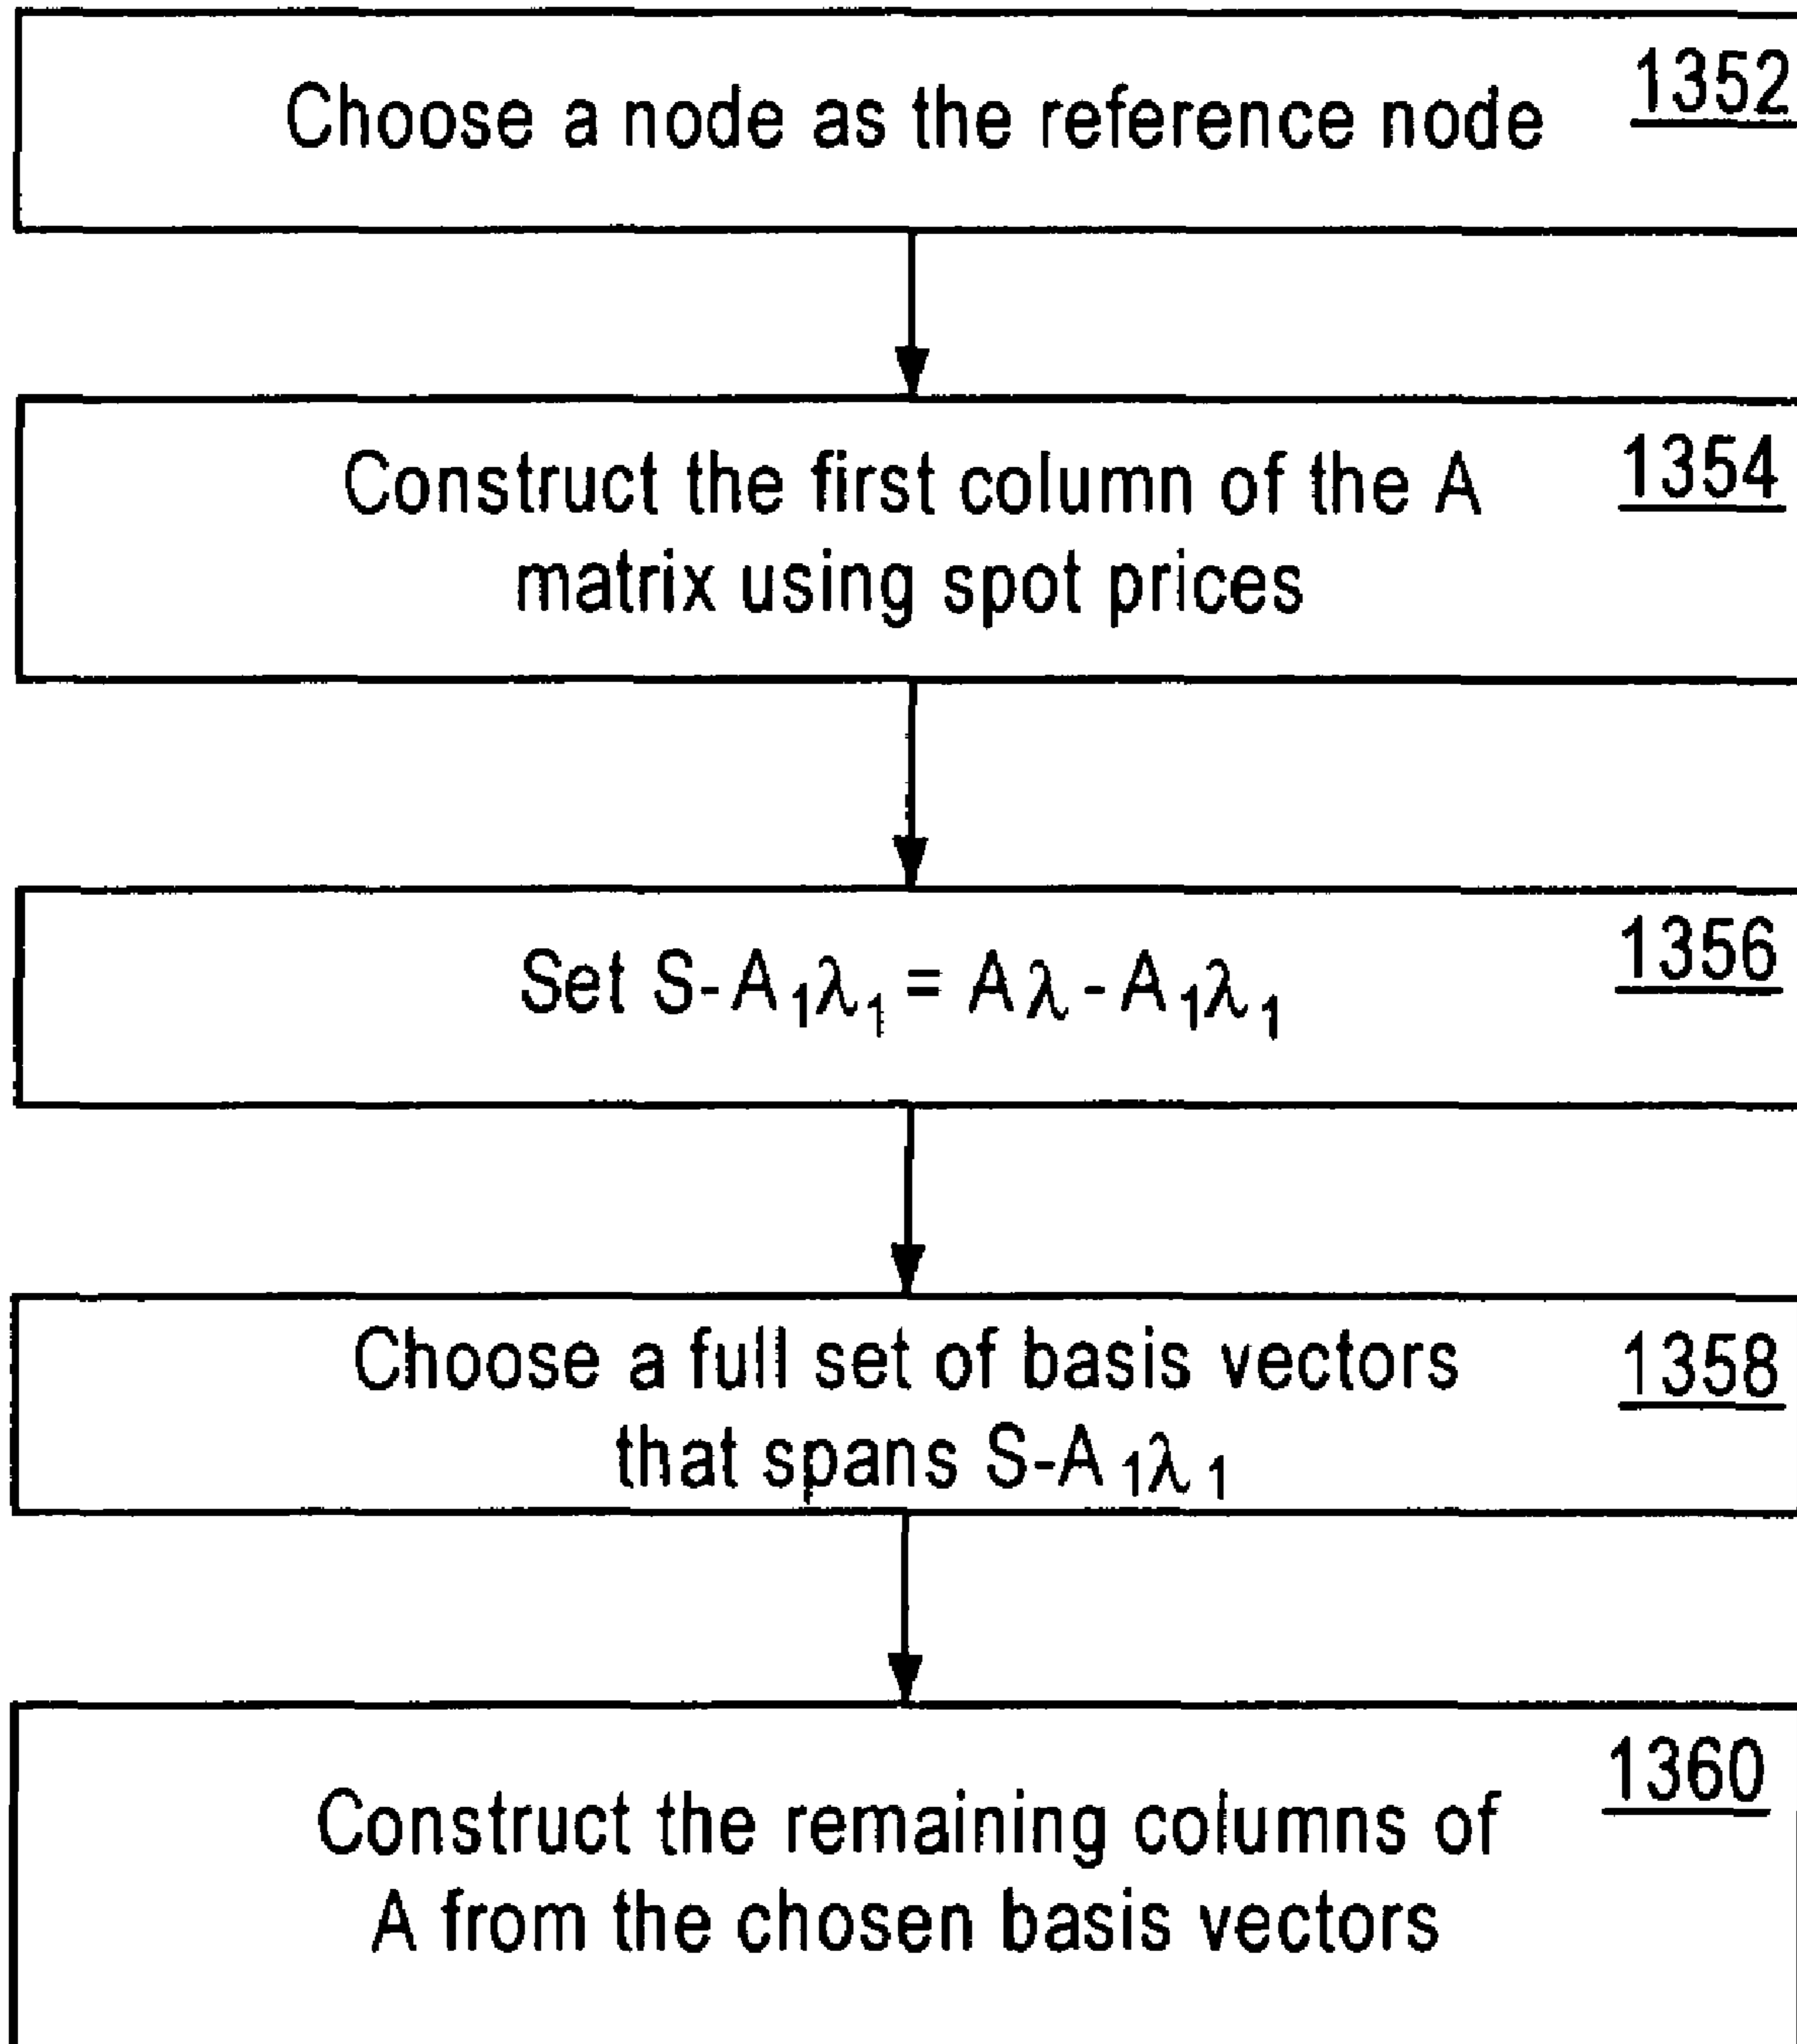 Choose a node as the reference node 1352
Construct the first column of the A 1354
matrix using spot prices
Set S-A₁λ₁ = Aλ-A₁λ₁ 1356
Choose a full set of basis vectors 1358
that spans S-A₁λ₁
1360
Construct the remaining columns of
A from the chosen basis vectors